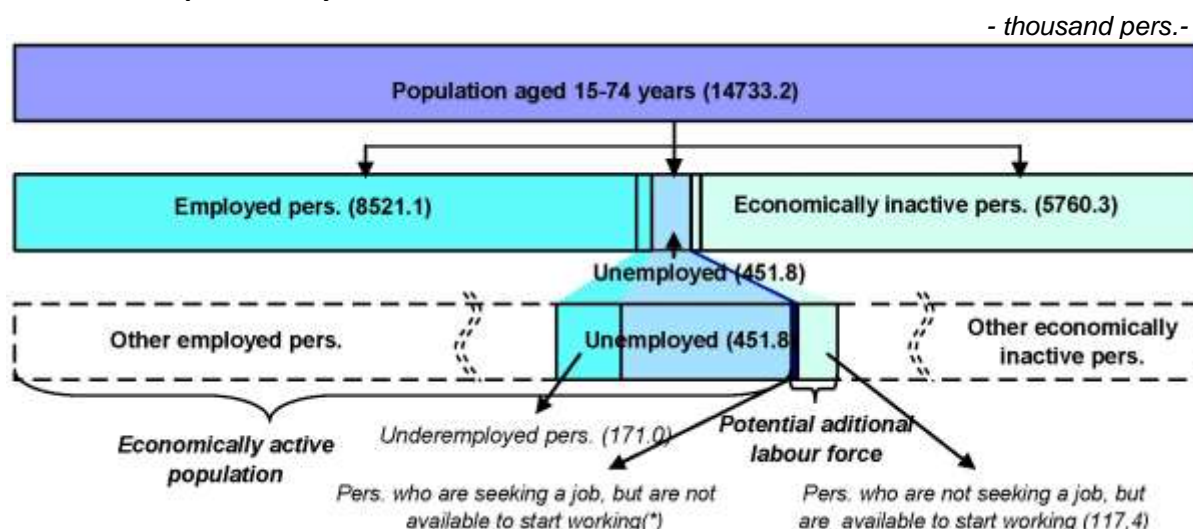 - thousand pers.-
Population aged 15-74 years (14733.2)
Employed pers. (8521.1)
Economically inactive pers. (5760.3)
Unemployed (451.8)
Other employed pers.
Unemployed (451.8
Other economically
inactive pers.
Economically active
population
Underemployed pers. (171.0)
Potential aditional
labour force
Pers. who are seeking a job, but are not
available to start working(*)
Pers. who are not seeking a job, but
are available to start working (117.4)